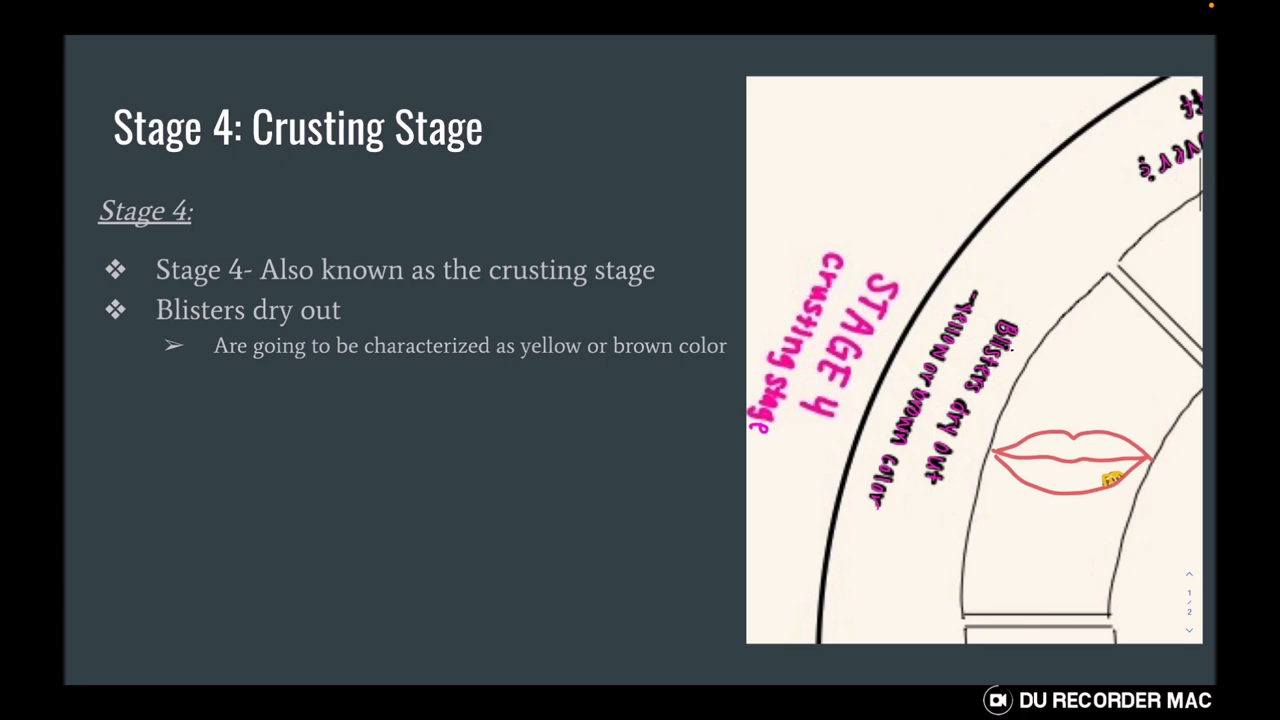 Stage 4: Crusting Stage
Stage 4:
❖ Stage 4- Also known as the crusting stage
❖ Blisters dry out
➢ Are going to be characterized as yellow or brown color
STAGE 4
crusting stage
Blisters dry out
-yellow or brown color
1
/
2
DU RECORDER MAC